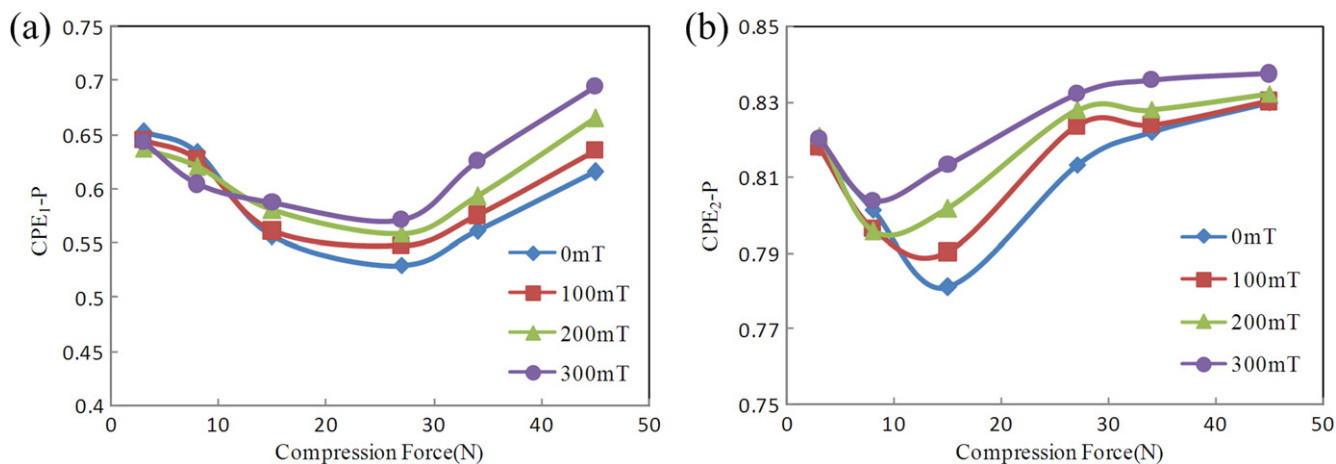 (a)
0.75
0.7
0.65
0.6
0.55
0.5
0.45
0.4
CPE₁-P
0 10 20 30 40 50
Compression Force(N)
0mT
100mT
200mT
300mT
(b)
0.85
0.83
0.81
0.79
0.77
0.75
CPE₂-P
0 10 20 30 40 50
Compression Force(N)
0mT
100mT
200mT
300mT